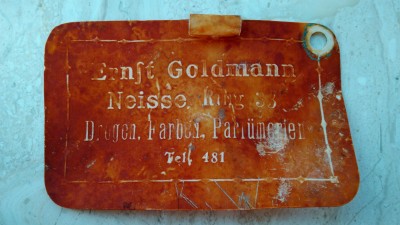 Ernst Goldmann
Neisse, Ring
Drogen, Farben, Parfümerien
Tel. 481